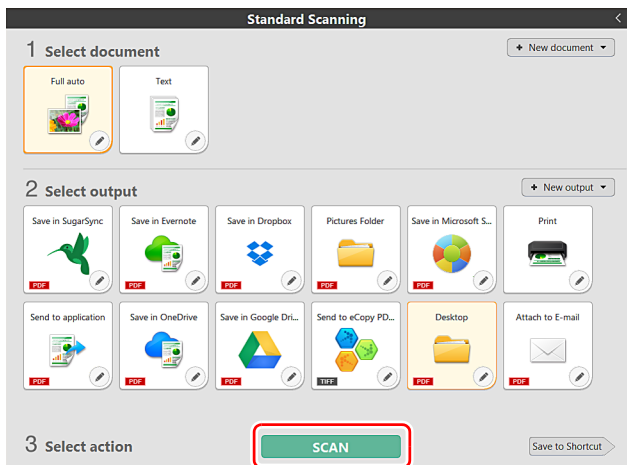 Standard Scanning
1 Select document
+ New document
Full auto
Text
2 Select output
+ New output
Save in SugarSync
Save in Evernote
Save in Dropbox
Pictures Folder
Save in Microsoft S...
Print
PDF
PDF
PDF
PDF
PDF
Send to application
Save in OneDrive
Save in Google Dri...
Send to eCopy PD...
Desktop
Attach to E-mail
PDF
PDF
PDF
TIFF
PDF
PDF
3 Select action
SCAN
Save to Shortcut